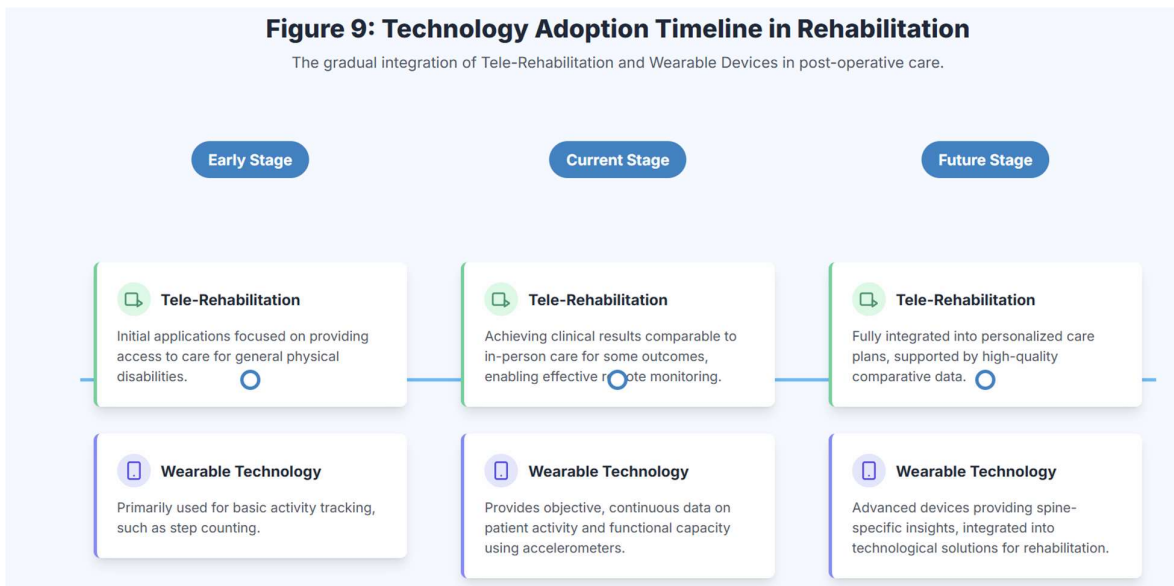 Figure 9: Technology Adoption Timeline in Rehabilitation
The gradual integration of Tele-Rehabilitation and Wearable Devices in post-operative care.
Early Stage
Current Stage
Future Stage
Tele-Rehabilitation
Initial applications focused on providing
access to care for general physical
disabilities.
Tele-Rehabilitation
Achieving clinical results comparable to
in-person care for some outcomes,
enabling effective remote monitoring.
Tele-Rehabilitation
Fully integrated into personalized care
plans, supported by high-quality
comparative data.
Wearable Technology
Primarily used for basic activity tracking,
such as step counting.
Wearable Technology
Provides objective, continuous data on
patient activity and functional capacity
using accelerometers.
Wearable Technology
Advanced devices providing spine-
specific insights, integrated into
technological solutions for rehabilitation.